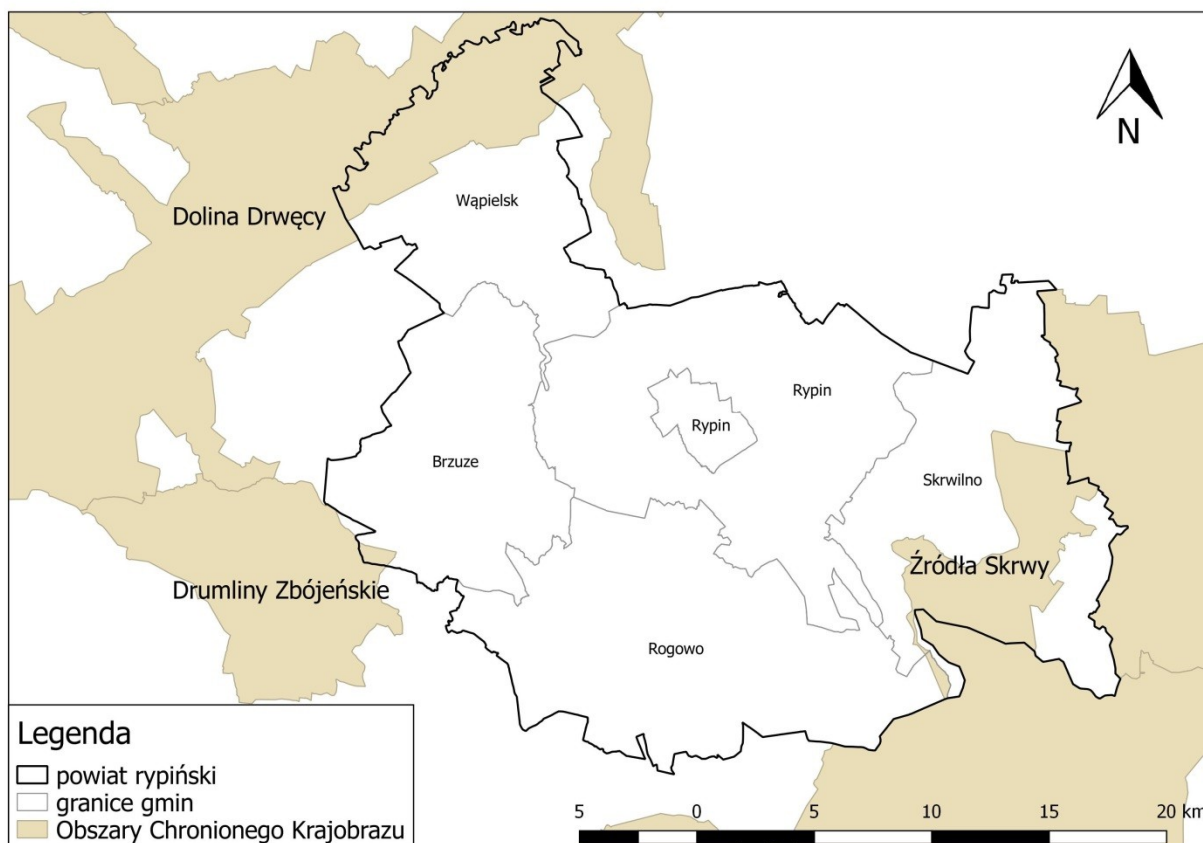 N
Wąpielsk
Dolina Drwęcy
Rypin
Rypin
Brzuze
Skrwilno
Źródła Skrwy
Drumliny Zbójeńskie
Rogowo
Legenda
powiat rypiński
granice gmin
Obszary Chronionego Krajobrazu
5 0 5 10 15 20 km